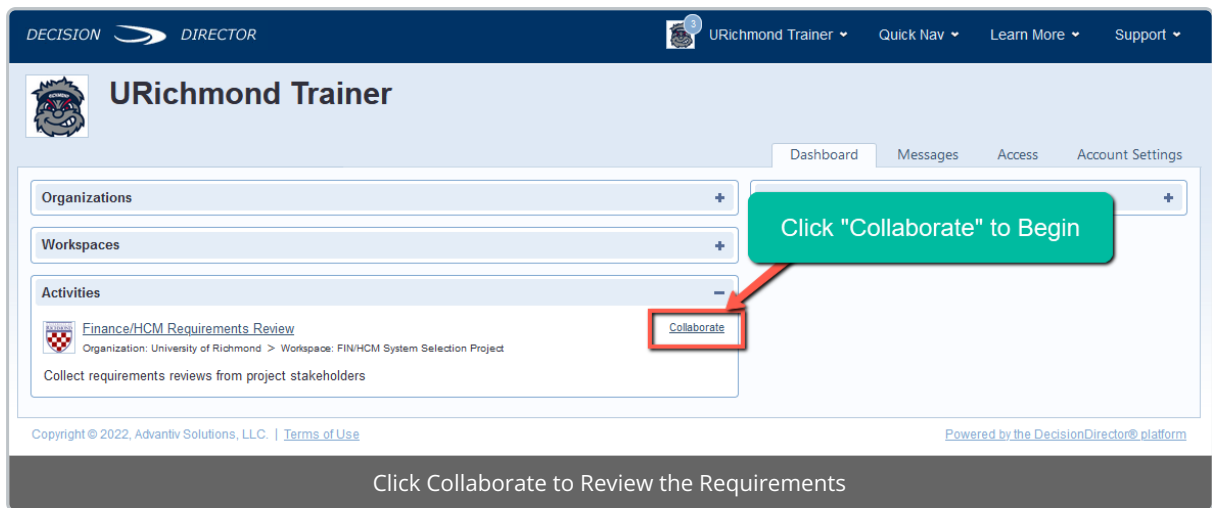 DECISION DIRECTOR
3
URichmond Trainer
Quick Nav
Learn More
Support
URichmond Trainer
Dashboard
Messages
Access
Account Settings
Organizations
Click "Collaborate" to Begin
Workspaces
Activities
Finance/HCM Requirements Review
Collaborate
Organization: University of Richmond > Workspace: FIN/HCM System Selection Project
Collect requirements reviews from project stakeholders
Copyright © 2022, Advantiv Solutions, LLC. | Terms of Use
Powered by the DecisionDirector® platform
Click Collaborate to Review the Requirements